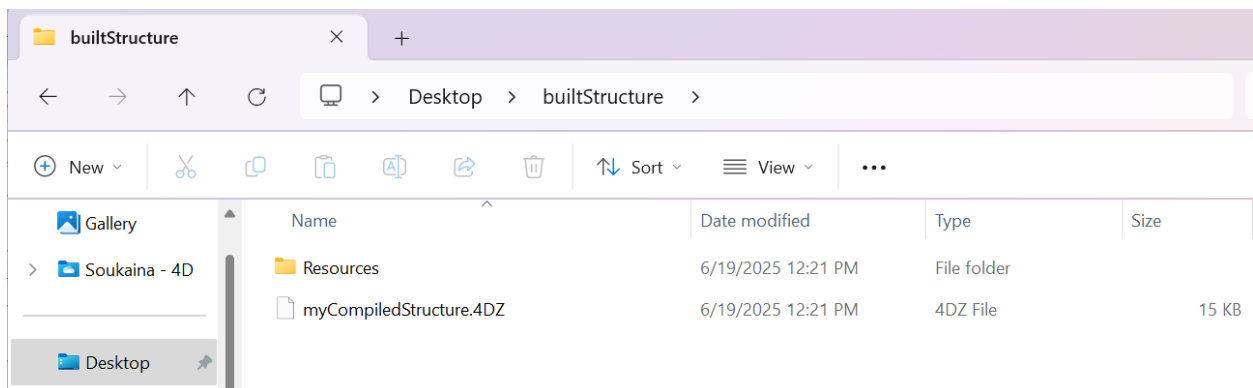 builtStructure
Desktop > builtStructure >
New Sort View
Gallery Name Date modified Type Size
Soukaina - 4D Resources 6/19/2025 12:21 PM File folder
myCompiledStructure.4DZ 6/19/2025 12:21 PM 4DZ File 15 KB
Desktop